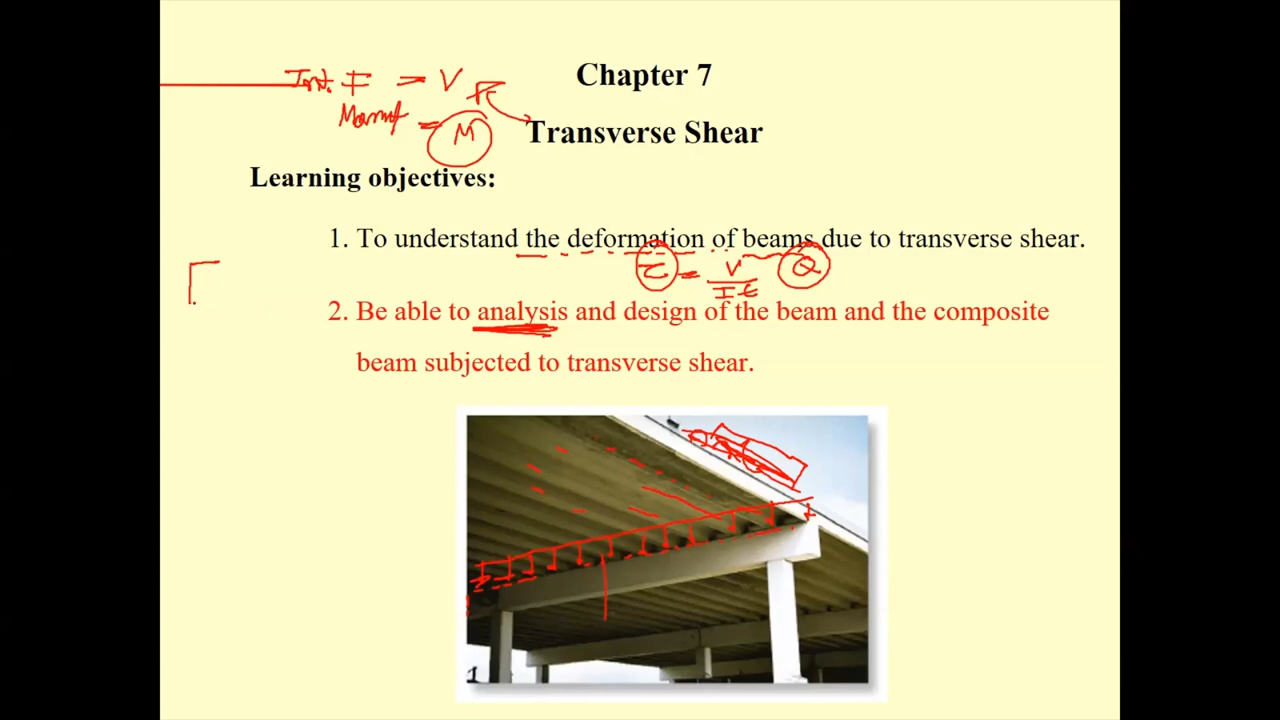 Chapter 7
Int. F = V
Moment = M
Transverse Shear
Learning objectives:
1. To understand the deformation of beams due to transverse shear.
τ = VQ / It
2. Be able to analysis and design of the beam and the composite
beam subjected to transverse shear.